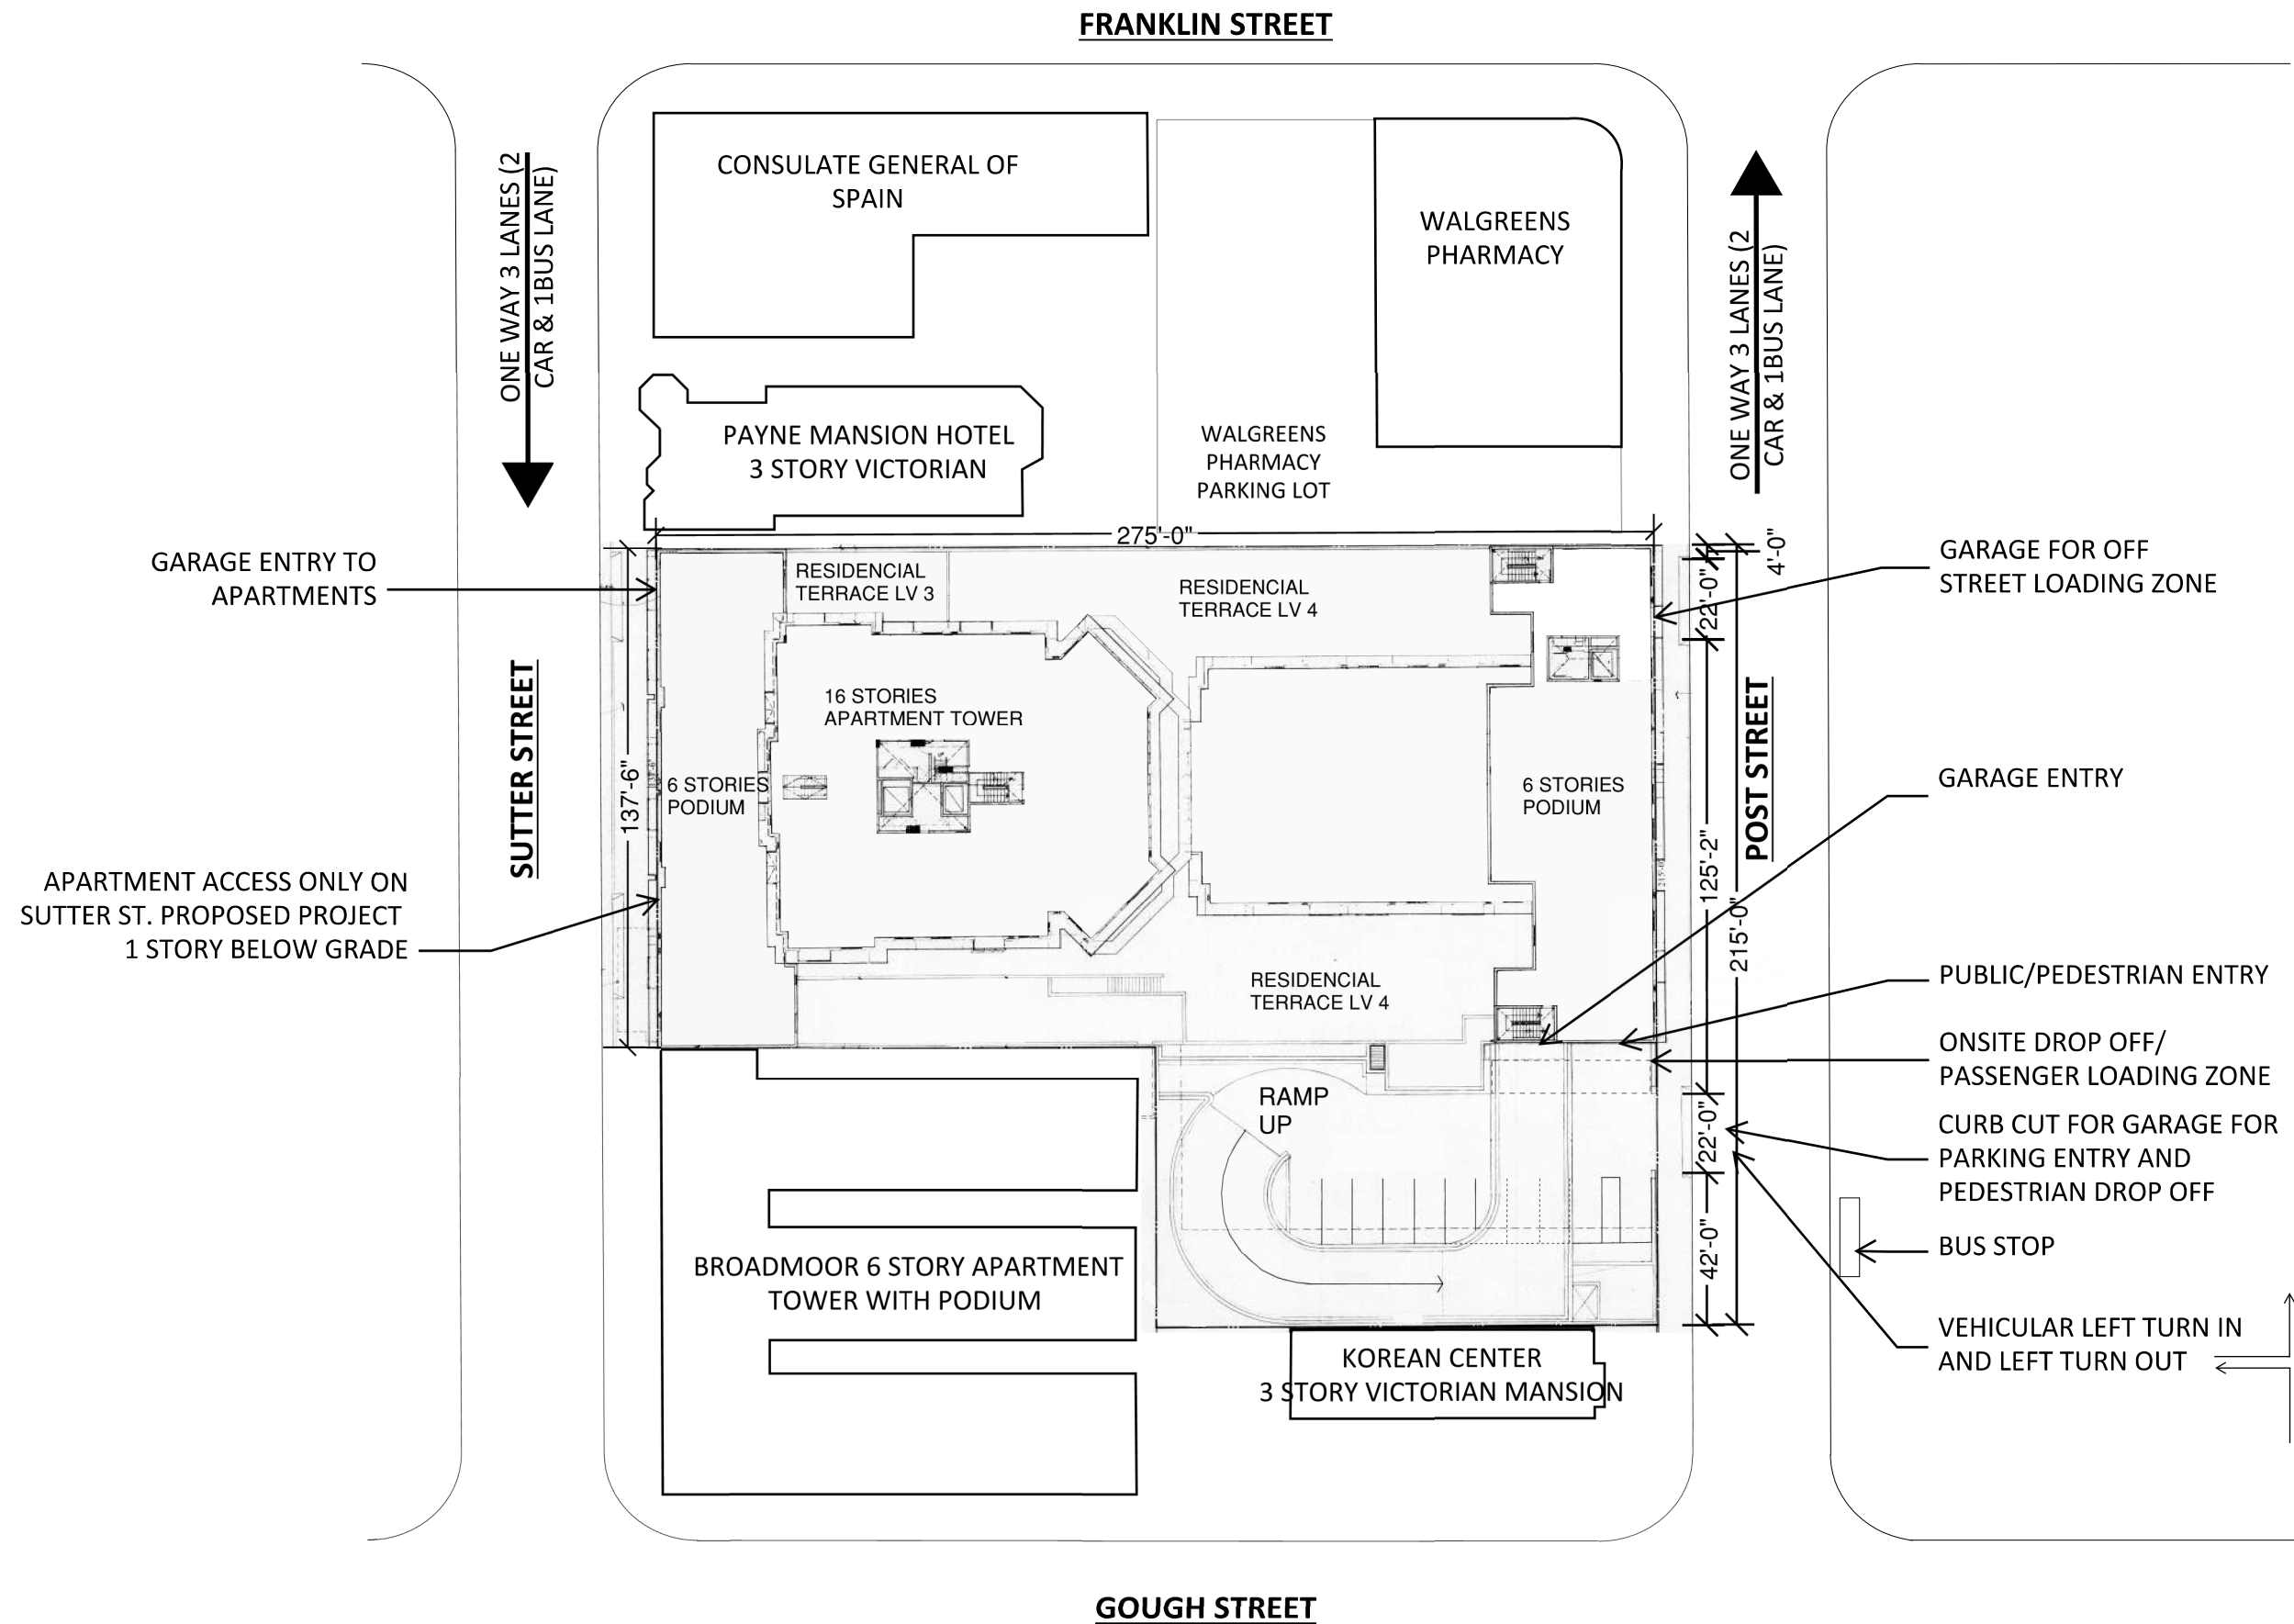 FRANKLIN STREET
CONSULATE GENERAL OF
SPAIN
WALGREENS
PHARMACY
ONE WAY 3 LANES (2
CAR & 1BUS LANE)
ONE WAY 3 LANES (2
CAR & 1BUS LANE)
PAYNE MANSION HOTEL
3 STORY VICTORIAN
WALGREENS
PHARMACY
PARKING LOT
275'-0"
4'-0"
GARAGE ENTRY TO
APARTMENTS
RESIDENCIAL
TERRACE LV 3
RESIDENCIAL
TERRACE LV 4
22'-0"
GARAGE FOR OFF
STREET LOADING ZONE
SUTTER STREET
137'-6"
16 STORIES
APARTMENT TOWER
6 STORIES
PODIUM
6 STORIES
PODIUM
POST STREET
GARAGE ENTRY
125'-2"
215'-0"
215'-0"
APARTMENT ACCESS ONLY ON
SUTTER ST. PROPOSED PROJECT
1 STORY BELOW GRADE
RESIDENCIAL
TERRACE LV 4
PUBLIC/PEDESTRIAN ENTRY
ONSITE DROP OFF/
PASSENGER LOADING ZONE
RAMP
UP
22'-0"
CURB CUT FOR GARAGE FOR
PARKING ENTRY AND
PEDESTRIAN DROP OFF
42'-0"
BUS STOP
BROADMOOR 6 STORY APARTMENT
TOWER WITH PODIUM
VEHICULAR LEFT TURN IN
AND LEFT TURN OUT
KOREAN CENTER
3 STORY VICTORIAN MANSION
GOUGH STREET